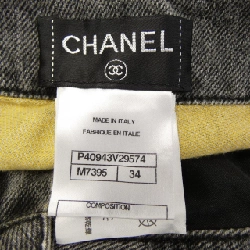 CHANEL
MADE IN ITALY
FABRIQUE EN ITALIE
P40943V29574
M7395 34
COMPOSITION